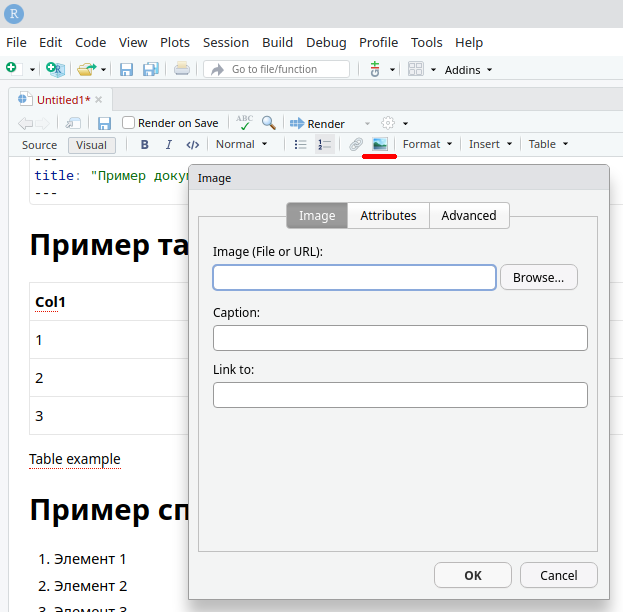 R
File Edit Code View Plots Session Build Debug Profile Tools Help
Go to file/function Addins
Untitled1*
Render on Save ABC Render
Source Visual B I </> Normal Format Insert Table
---
title: "Пример
---
Image
Image Attributes Advanced
Image (File or URL):
Browse...
Caption:
Link to:
OK Cancel
Пример
Col1
1
2
3
Table example
Пример
1. Элемент 1
2. Элемент 2
3. Элемент 3